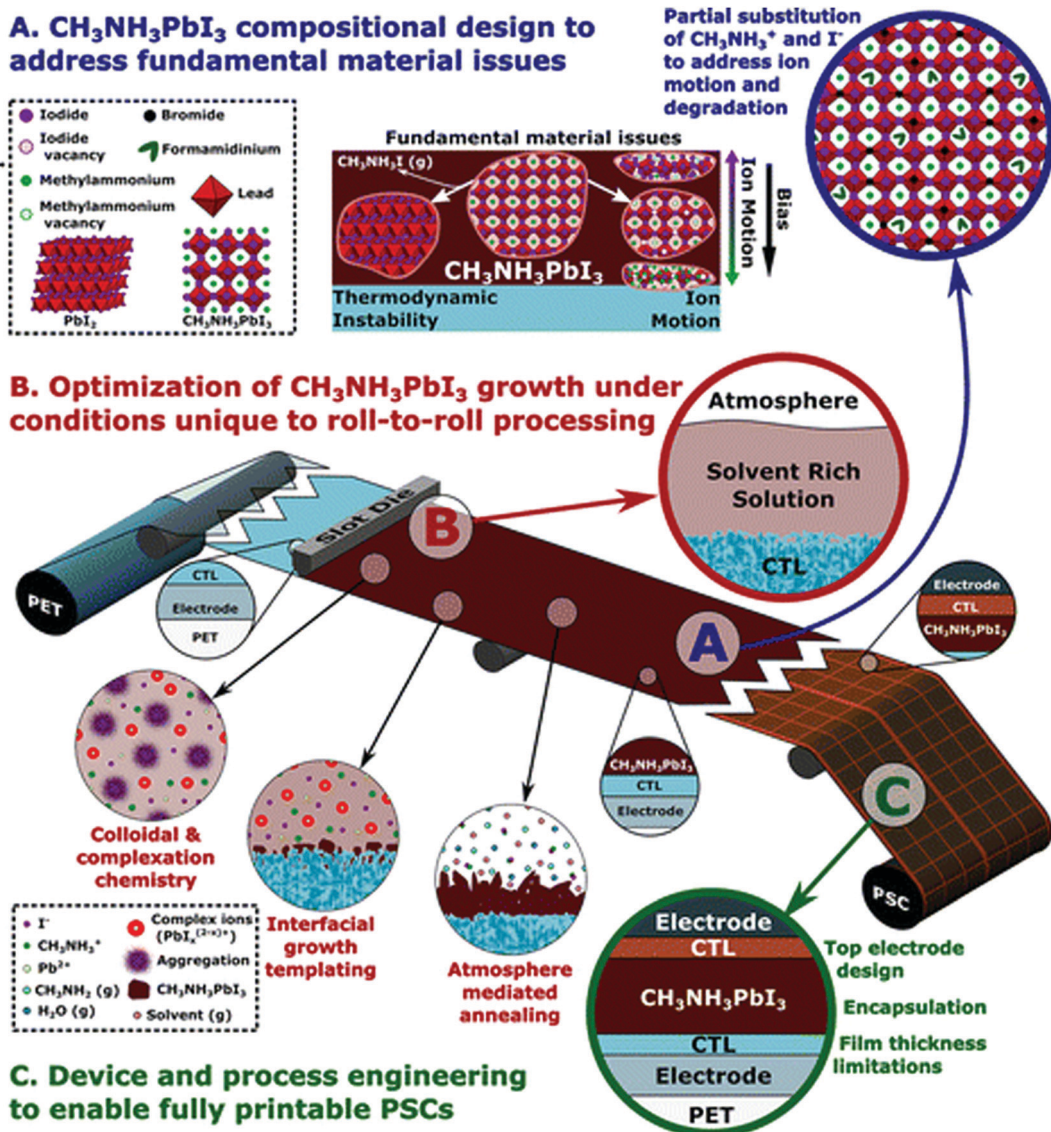 A. CH₃NH₃PbI₃ compositional design to
address fundamental material issues
Partial substitution
of CH₃NH₃⁺ and I⁻
to address ion
motion and
degradation
Iodide
Bromide
Iodide
vacancy
Formamidinium
Methylammonium
Methylammonium
vacancy
Lead
PbI₂
CH₃NH₃PbI₃
Fundamental material issues
CH₃NH₃I (g)
CH₃NH₃PbI₃
Thermodynamic
Instability
Ion
Motion
Ion Motion
Bias
B. Optimization of CH₃NH₃PbI₃ growth under
conditions unique to roll-to-roll processing
Atmosphere
Solvent Rich
Solution
CTL
Slot Die
B
PET
CTL
Electrode
PET
A
Electrode
CTL
CH₃NH₃PbI₃
CH₃NH₃PbI₃
CTL
Electrode
C
PSC
Colloidal &
complexation
chemistry
Interfacial
growth
templating
Atmosphere
mediated
annealing
I⁻
CH₃NH₃⁺
Pb²⁺
CH₃NH₂ (g)
H₂O (g)
Complex ions
(PbIₓ⁽²⁻ˣ⁾⁺)
Aggregation
CH₃NH₃PbI₃
Solvent (g)
Electrode
CTL
CH₃NH₃PbI₃
CTL
Electrode
PET
Top electrode
design
Encapsulation
Film thickness
limitations
C. Device and process engineering
to enable fully printable PSCs